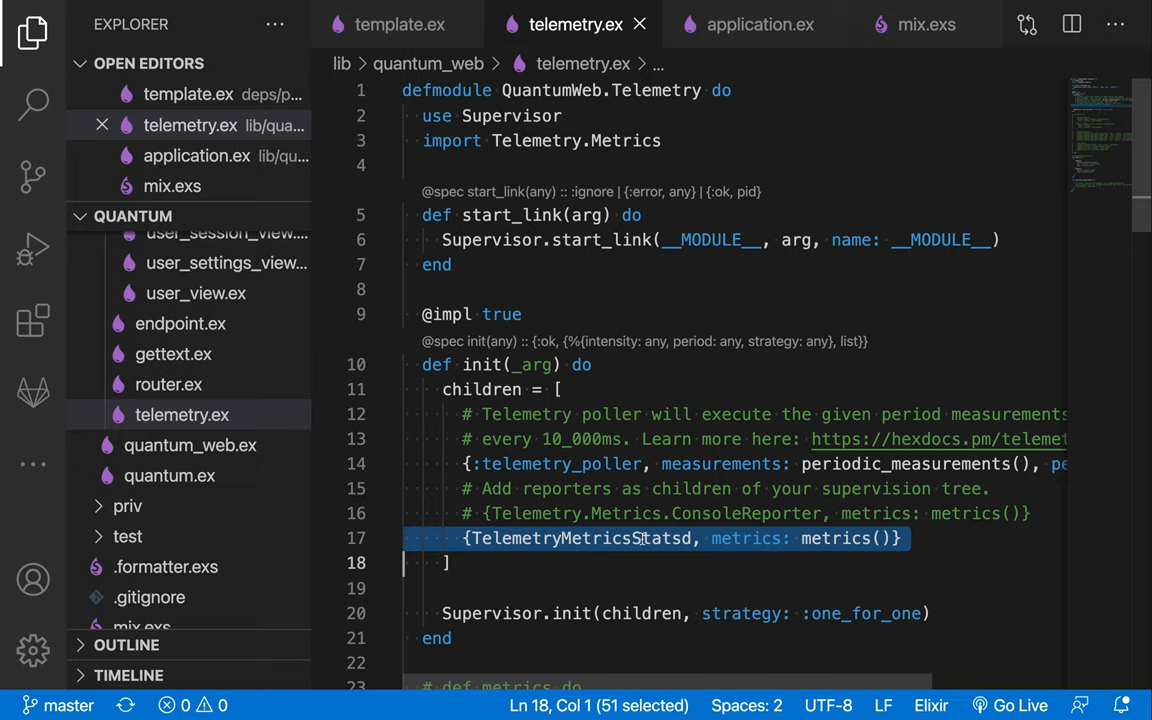 EXPLORER
template.ex
telemetry.ex
application.ex
mix.exs
OPEN EDITORS
template.ex deps/p...
telemetry.ex lib/qua...
application.ex lib/qu...
mix.exs
QUANTUM
user_session_view....
user_settings_view...
user_view.ex
endpoint.ex
gettext.ex
router.ex
telemetry.ex
quantum_web.ex
quantum.ex
priv
test
.formatter.exs
.gitignore
mix.exs
OUTLINE
TIMELINE
lib > quantum_web > telemetry.ex > ...
1 defmodule QuantumWeb.Telemetry do
2 use Supervisor
3 import Telemetry.Metrics
4
@spec start_link(any) :: :ignore | {:error, any} | {:ok, pid}
5 def start_link(arg) do
6 Supervisor.start_link(__MODULE__, arg, name: __MODULE__)
7 end
8
9 @impl true
@spec init(any) :: {:ok, {%{intensity: any, period: any, strategy: any}, list}}
10 def init(_arg) do
11 children = [
12 # Telemetry poller will execute the given period measurements
13 # every 10_000ms. Learn more here: https://hexdocs.pm/telemet
14 {:telemetry_poller, measurements: periodic_measurements(), pe
15 # Add reporters as children of your supervision tree.
16 # {Telemetry.Metrics.ConsoleReporter, metrics: metrics()}
17 {TelemetryMetricsStatsd, metrics: metrics()}
18 ]
19
20 Supervisor.init(children, strategy: :one_for_one)
21 end
22
23 # def metrics do
master
0
0
Ln 18, Col 1 (51 selected)
Spaces: 2
UTF-8
LF
Elixir
Go Live